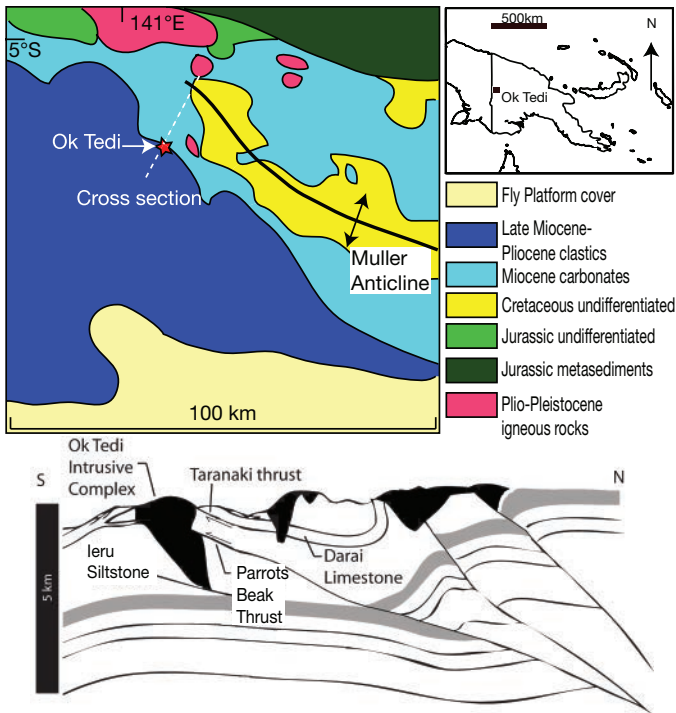 141°E
5°S
Ok Tedi
Cross section
Muller
Anticline
100 km
500km
N
Ok Tedi
Fly Platform cover
Late Miocene-
Pliocene clastics
Miocene carbonates
Cretaceous undifferentiated
Jurassic undifferentiated
Jurassic metasediments
Plio-Pleistocene
igneous rocks
Ok Tedi
Intrusive
Complex
S
Taranaki thrust
N
5 km
Ieru
Siltstone
Parrots
Beak
Thrust
Darai
Limestone